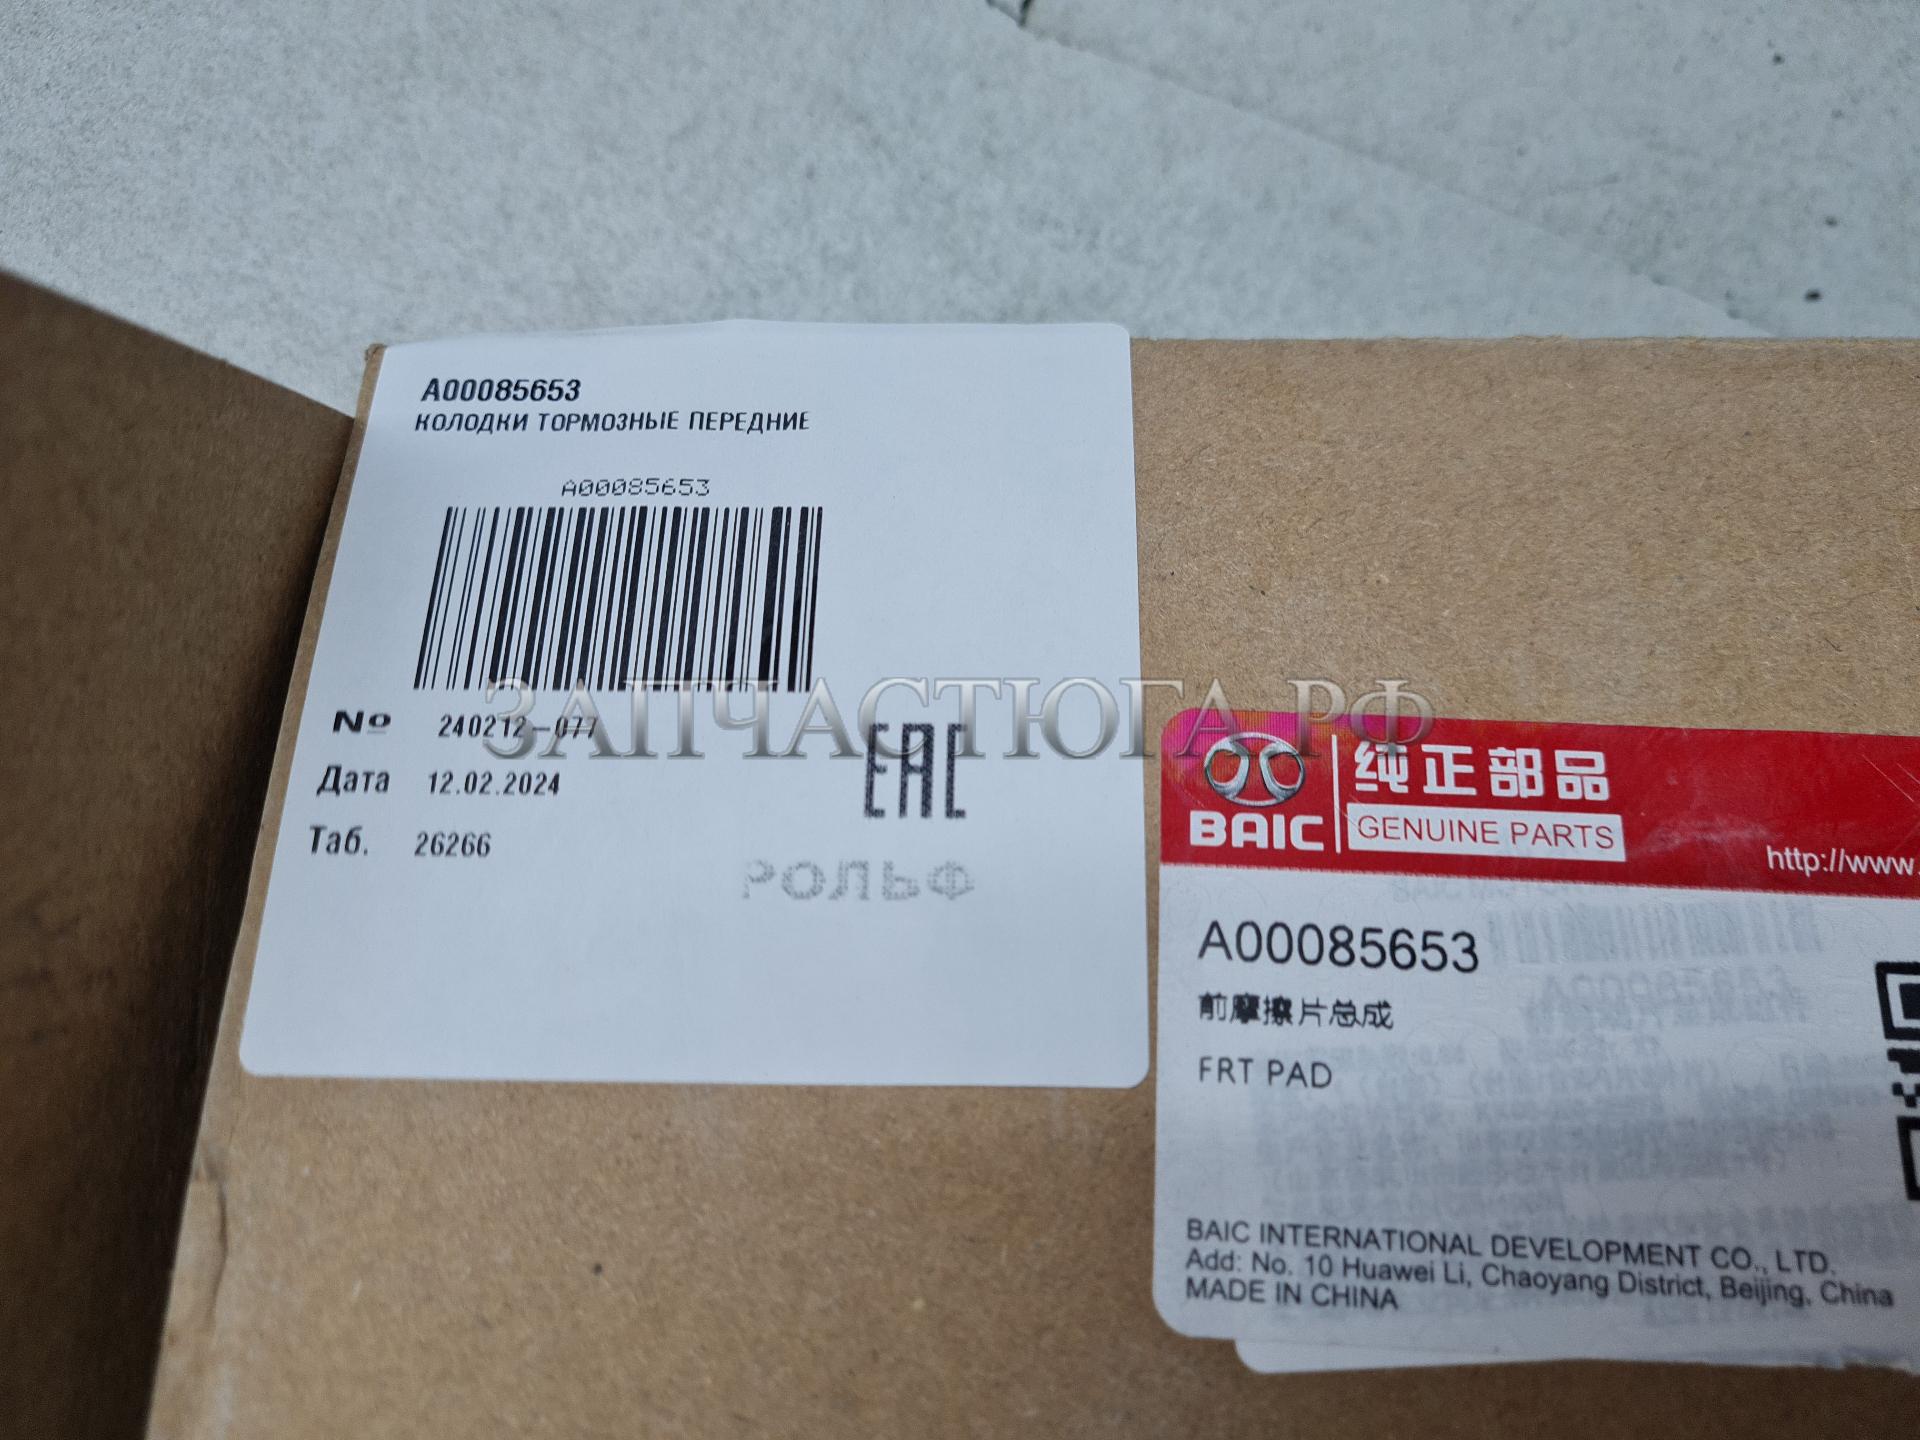 A00085653
КОЛОДКИ ТОРМОЗНЫЕ ПЕРЕДНИЕ
A00085653
№ 240212-077
Дата 12.02.2024
Таб. 26266
EAC
РОЛЬФ
ЗАПЧАСТЮГА.РФ
BAIC
纯正部品
GENUINE PARTS
http://www.
A00085653
前摩擦片总成
FRT PAD
BAIC INTERNATIONAL DEVELOPMENT CO., LTD.
Add: No. 10 Huawei Li, Chaoyang District, Beijing, China
MADE IN CHINA